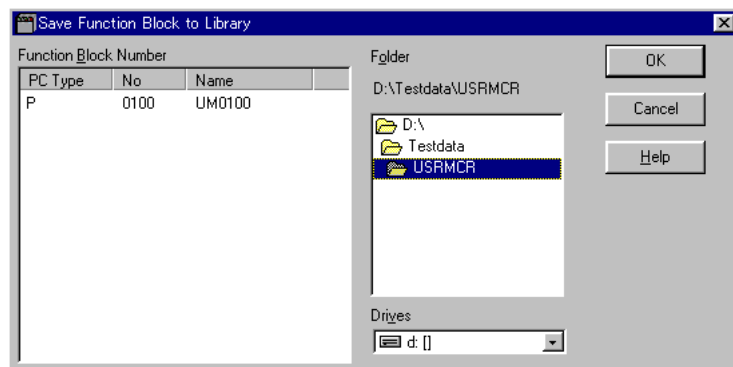 Save Function Block to Library
Function Block Number
PC Type No Name
P 0100 UM0100
Folder
D:\Testdata\USRMCR
D:\
Testdata
USRMCR
Drives
d: []
OK
Cancel
Help